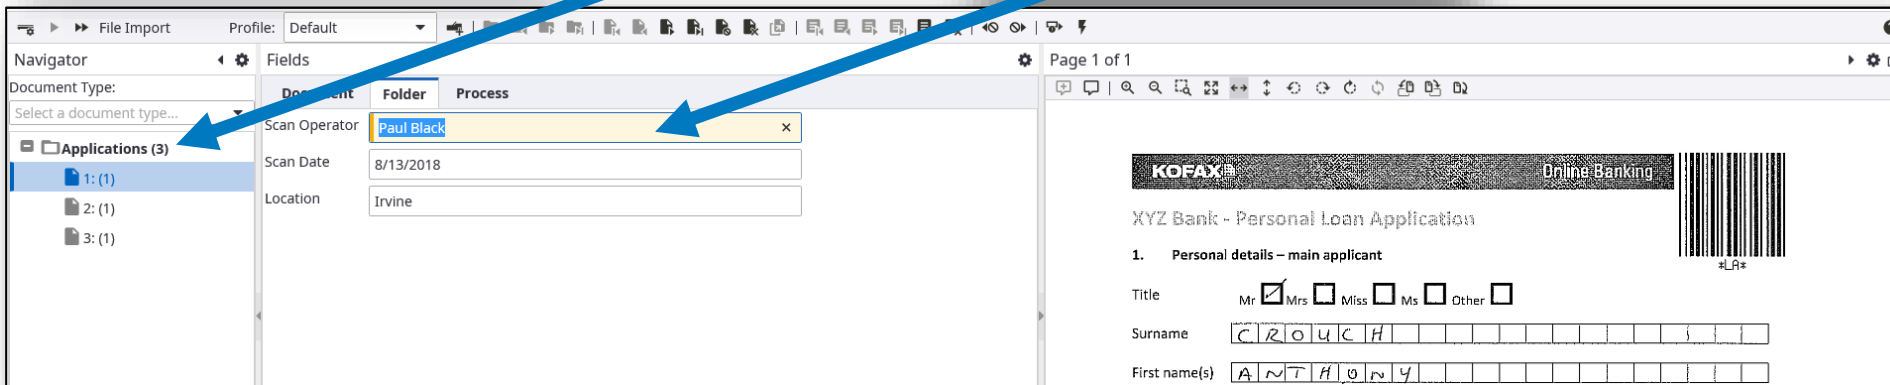 File Import
Profile: Default
Navigator
Document Type:
Select a document type...
Applications (3)
1: (1)
2: (1)
3: (1)
Fields
Document Folder Process
Scan Operator Paul Black
Scan Date 8/13/2018
Location Irvine
Page 1 of 1
KOFAX Online Banking
XYZ Bank - Personal Loan Application
*LA*
1. Personal details – main applicant
Title Mr Mrs Miss Ms Other
Surname CROUCH
First name(s) ANTHONY